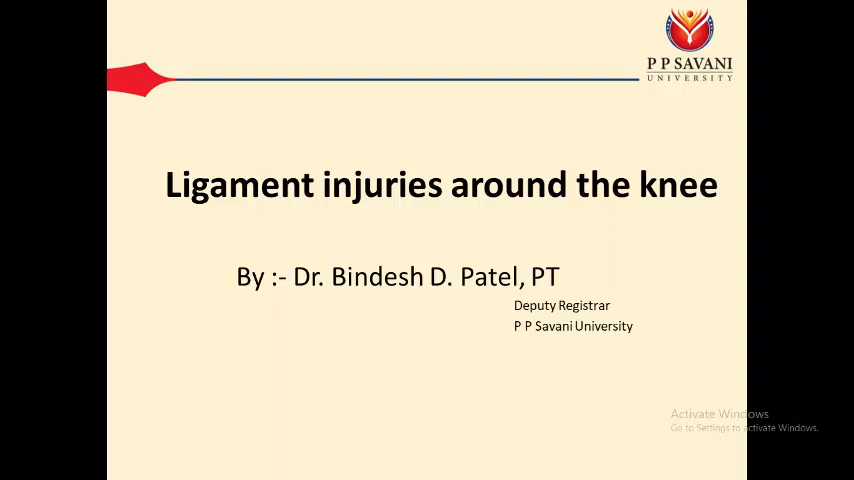 P P SAVANI
UNIVERSITY
Ligament injuries around the knee
By :- Dr. Bindesh D. Patel, PT
Deputy Registrar
P P Savani University
Activate Windows
Go to Settings to activate Windows.